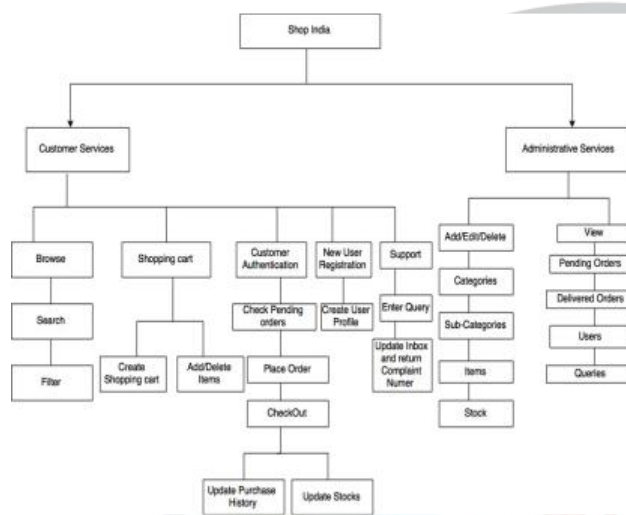 Shop India
Customer Services
Administrative Services
Browse
Shopping cart
Customer
Authentication
New User
Registration
Support
Add/Edit/Delete
View
Search
Check Pending
orders
Create User
Profile
Enter Query
Categories
Pending Orders
Filter
Create
Shopping cart
Add/Delete
Items
Place Order
Update Inbox
and return
Complaint
Numer
Sub-Categories
Delivered Orders
CheckOut
Items
Users
Update Purchase
History
Update Stocks
Stock
Queries